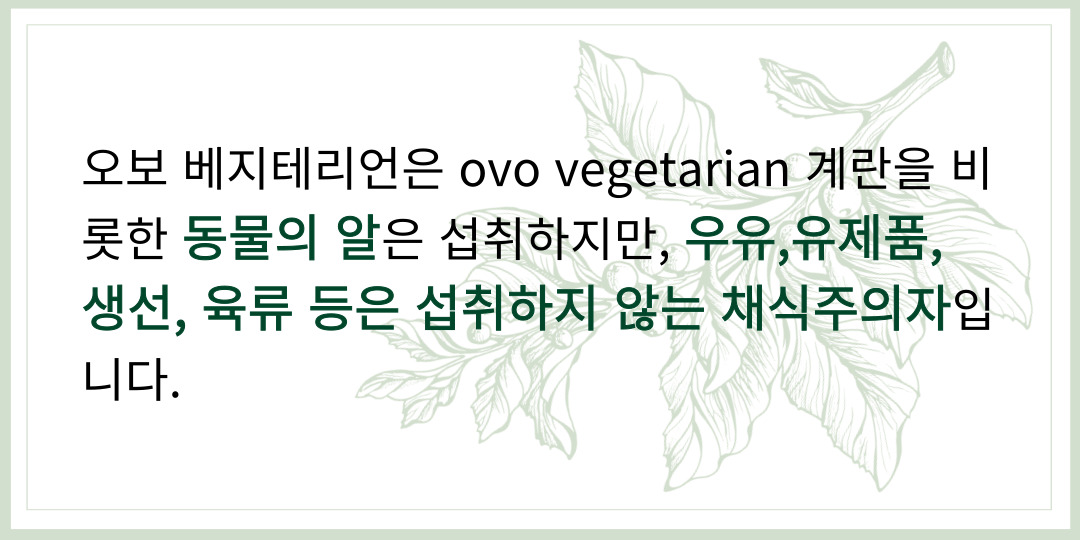 오보 베지테리언은 ovo vegetarian 계란을 비
롯한 동물의 알은 섭취하지만, 우유,유제품,
생선, 육류 등은 섭취하지 않는 채식주의자입
니다.